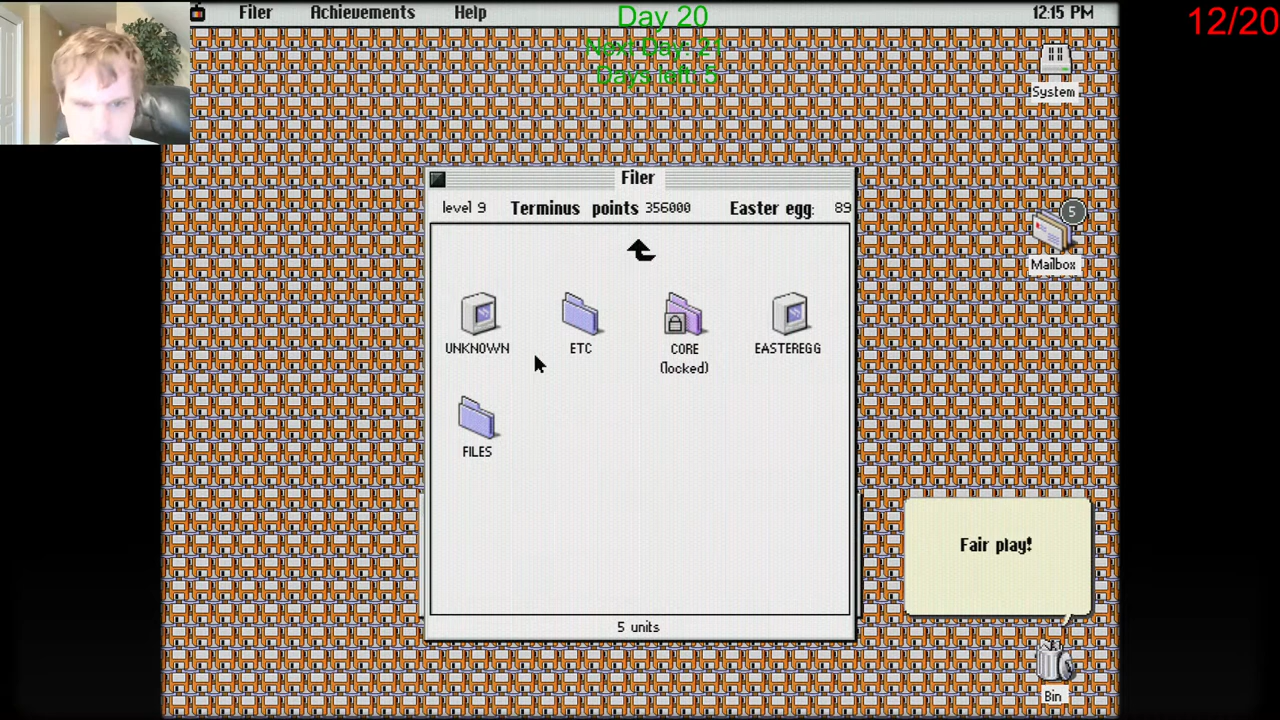 Filer Achievements Help 12:15 PM
Day 20
Next Day: 21
Days left: 5
12/20
System
Filer
level 9 Terminus points 356000 Easter egg: 89
5
Mailbox
UNKNOWN ETC CORE EASTEREGG
(locked)
FILES
Fair play!
5 units
Bin